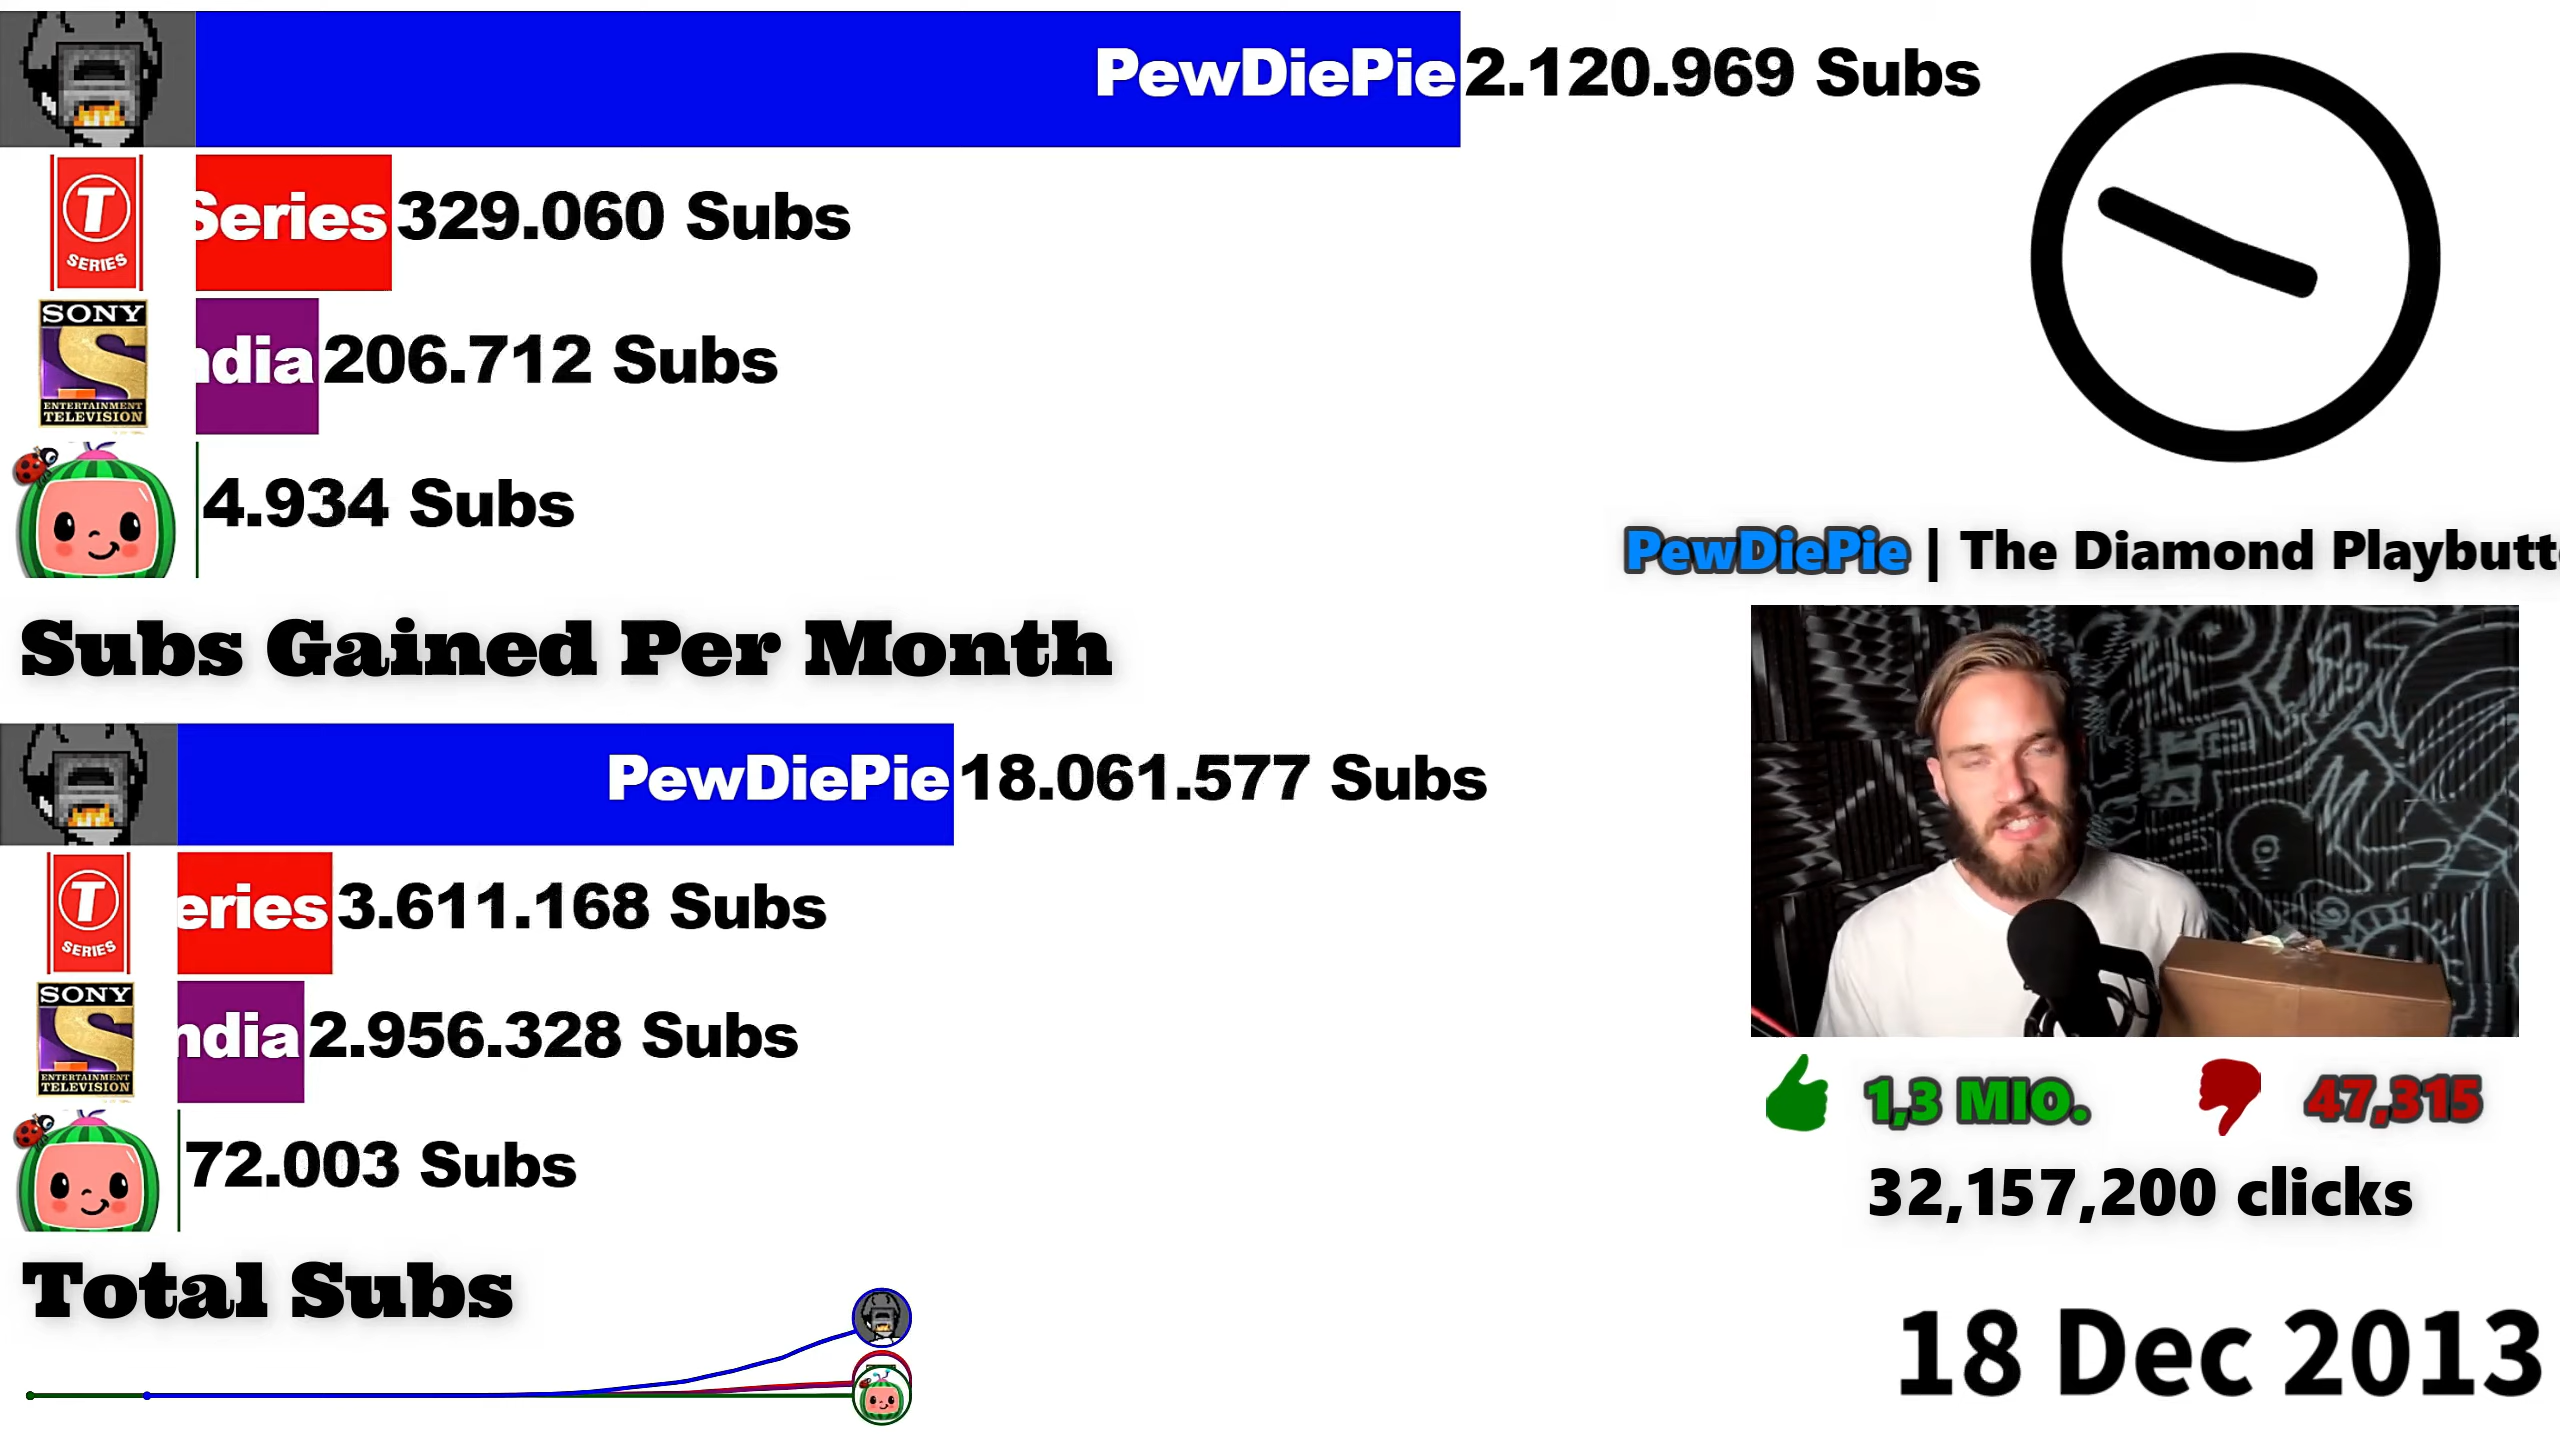 PewDiePie 2.120.969 Subs
T
SERIES
Series 329.060 Subs
SONY
S
ENTERTAINMENT
TELEVISION
ndia 206.712 Subs
4.934 Subs
PewDiePie | The Diamond Playbutt
Subs Gained Per Month
PewDiePie 18.061.577 Subs
T
SERIES
eries 3.611.168 Subs
SONY
S
ENTERTAINMENT
TELEVISION
ndia 2.956.328 Subs
1,3 MIO. 47,315
72.003 Subs
32,157,200 clicks
Total Subs
18 Dec 2013